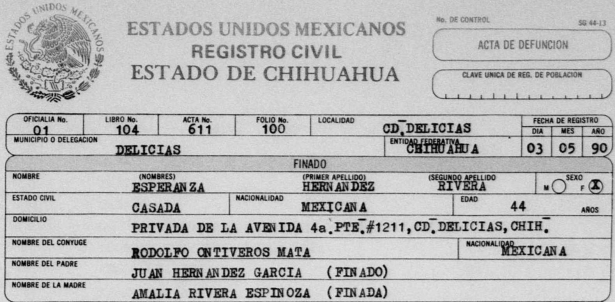 ESTADOS UNIDOS MEXICANOS
ESTADOS UNIDOS MEXICANOS
REGISTRO CIVIL
ESTADO DE CHIHUAHUA
No. DE CONTROL SG 44-13
ACTA DE DEFUNCION
CLAVE UNICA DE REG. DE POBLACION
OFICIALIA No. LIBRO No. ACTA No. FOLIO No. LOCALIDAD FECHA DE REGISTRO
01 104 611 100 CD.DELICIAS DIA MES AÑO
MUNICIPIO O DELEGACION DELICIAS ENTIDAD FEDERATIVA CHIHUAHUA 03 05 90
FINADO
NOMBRE (NOMBRES) (PRIMER APELLIDO) (SEGUNDO APELLIDO) SEXO
ESPERANZA HERNANDEZ RIVERA M F X
ESTADO CIVIL CASADA NACIONALIDAD MEXICANA EDAD 44 AÑOS
DOMICILIO PRIVADA DE LA AVENIDA 4a.PTE.#1211,CD.DELICIAS,CHIH.
NOMBRE DEL CONYUGE RODOLFO ONTIVEROS MATA NACIONALIDAD MEXICANA
NOMBRE DEL PADRE JUAN HERNANDEZ GARCIA (FINADO)
NOMBRE DE LA MADRE AMALIA RIVERA ESPINOZA (FINADA)